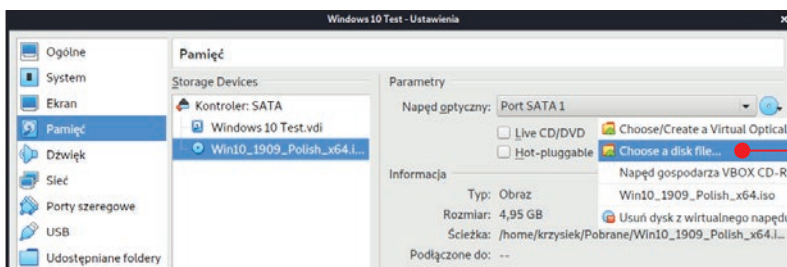 Windows 10 Test - Ustawienia
Ogólne
System
Ekran
Pamięć
Dźwięk
Sieć
Porty szeregowe
USB
Udostępniane foldery
Pamięć
Storage Devices
Kontroler: SATA
Windows 10 Test.vdi
Win10_1909_Polish_x64.i...
Parametry
Napęd optyczny: Port SATA 1
Live CD/DVD
Hot-pluggable
Choose/Create a Virtual Optical
Choose a disk file...
Napęd gospodarza VBOX CD-R
Win10_1909_Polish_x64.iso
Usuń dysk z wirtualnego napędu
Informacja
Typ: Obraz
Rozmiar: 4,95 GB
Ścieżka: /home/krzysiek/Pobrane/Win10_1909_Polish_x64.i...
Podłączone do: --